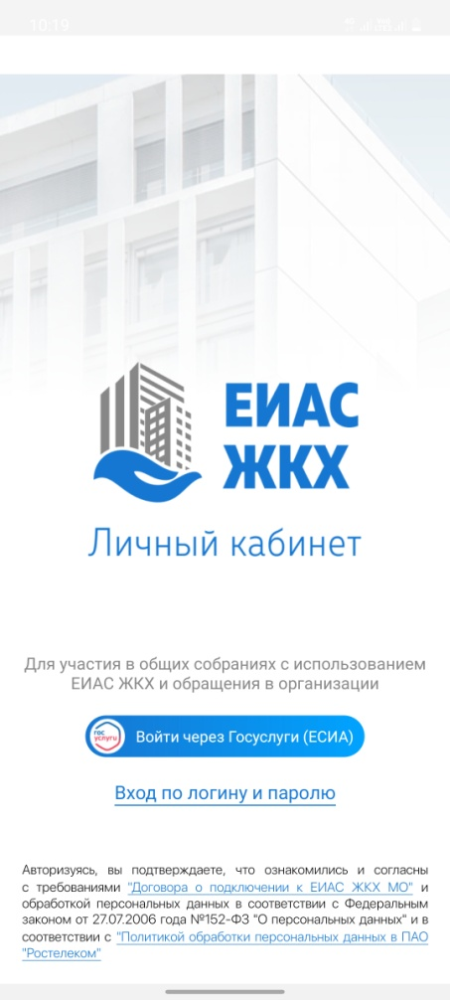 10:19
ЕИАС
ЖКХ
Личный кабинет
Для участия в общих собраниях с использованием
ЕИАС ЖКХ и обращения в организации
гос
услуги
Войти через Госуслуги (ЕСИА)
Вход по логину и паролю
Авторизуясь, вы подтверждаете, что ознакомились и согласны
с требованиями "Договора о подключении к ЕИАС ЖКХ МО" и
обработкой персональных данных в соответствии с Федеральным
законом от 27.07.2006 года №152-ФЗ "О персональных данных" и в
соответствии с "Политикой обработки персональных данных в ПАО
"Ростелеком"